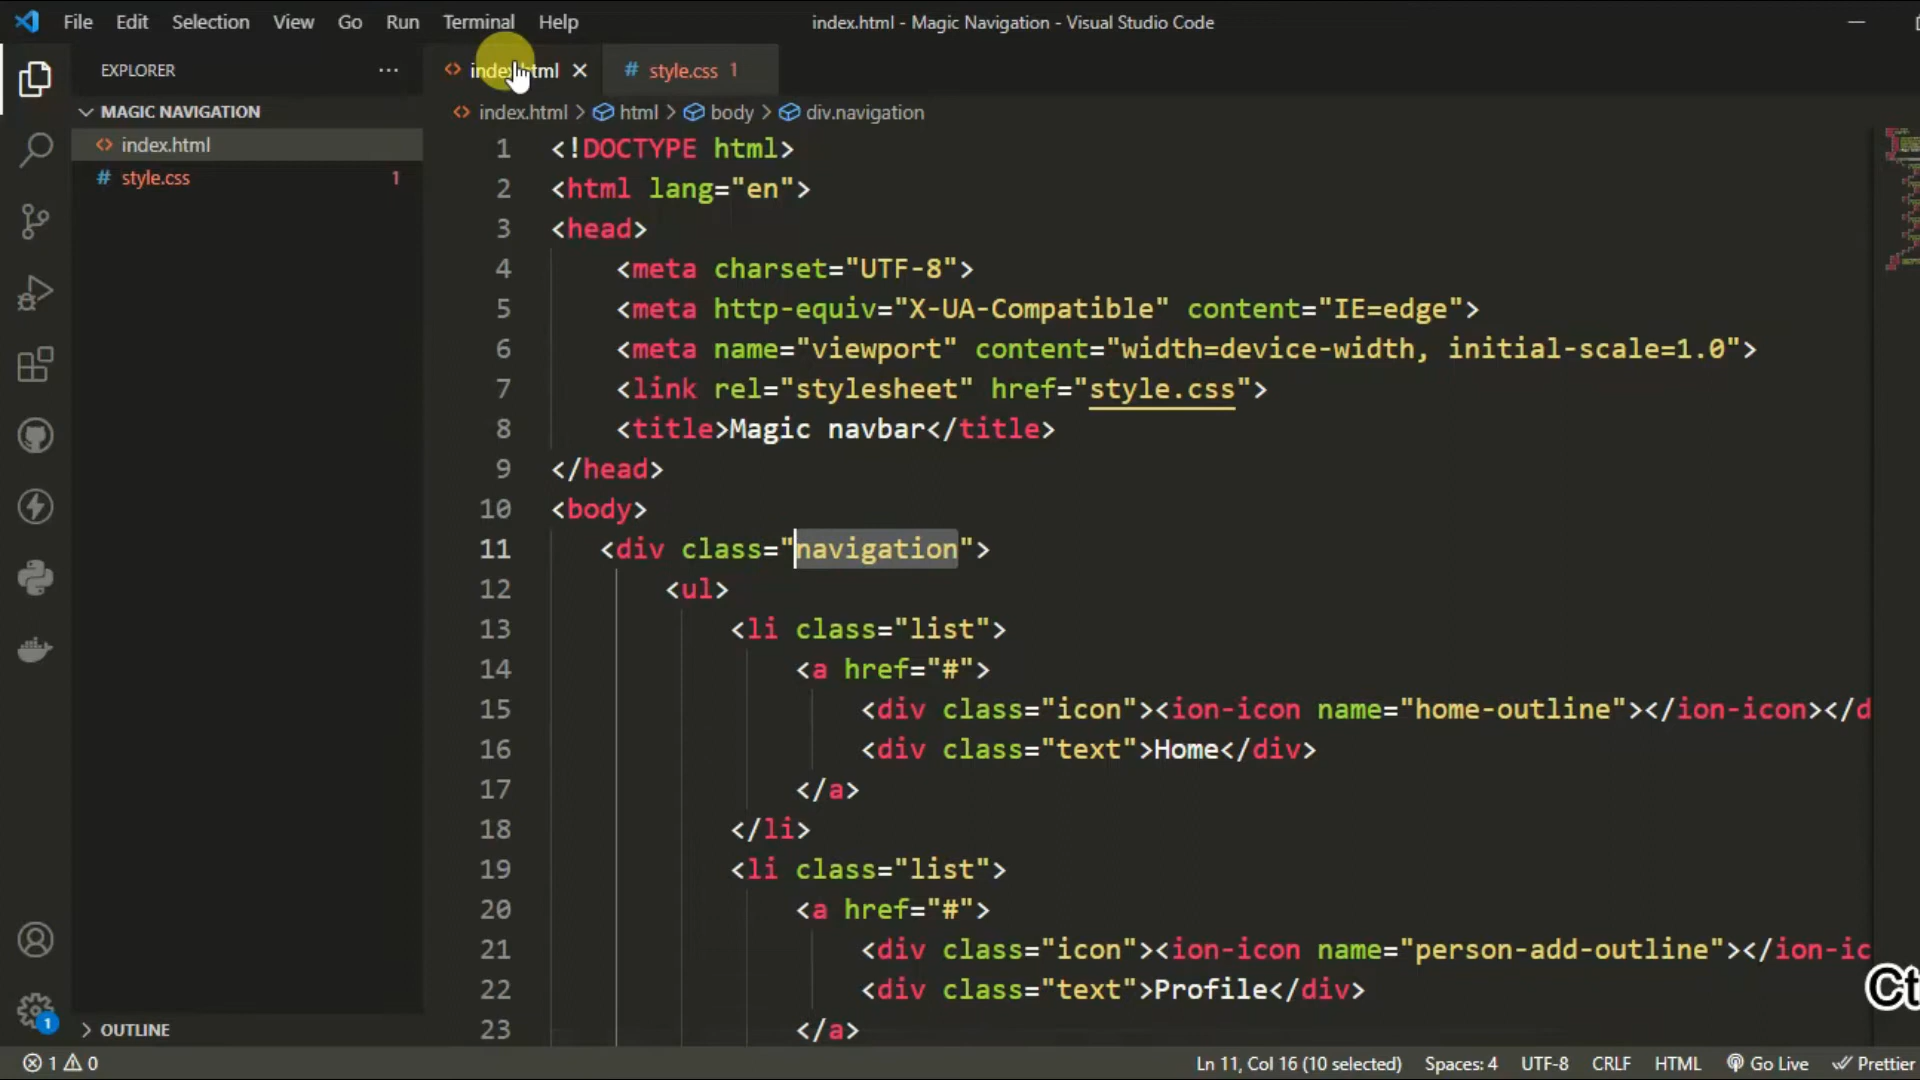 File Edit Selection View Go Run Terminal Help index.html - Magic Navigation - Visual Studio Code
EXPLORER ···
MAGIC NAVIGATION
<> index.html
# style.css 1
OUTLINE
<> index.html × # style.css 1
<> index.html > html > body > div.navigation
1 <!DOCTYPE html>
2 <html lang="en">
3 <head>
4 <meta charset="UTF-8">
5 <meta http-equiv="X-UA-Compatible" content="IE=edge">
6 <meta name="viewport" content="width=device-width, initial-scale=1.0">
7 <link rel="stylesheet" href="style.css">
8 <title>Magic navbar</title>
9 </head>
10 <body>
11 <div class="navigation">
12 <ul>
13 <li class="list">
14 <a href="#">
15 <div class="icon"><ion-icon name="home-outline"></ion-icon></d
16 <div class="text">Home</div>
17 </a>
18 </li>
19 <li class="list">
20 <a href="#">
21 <div class="icon"><ion-icon name="person-add-outline"></ion-ic
22 <div class="text">Profile</div>
23 </a>
Ct
1
1 0 Ln 11, Col 16 (10 selected) Spaces: 4 UTF-8 CRLF HTML Go Live Prettier